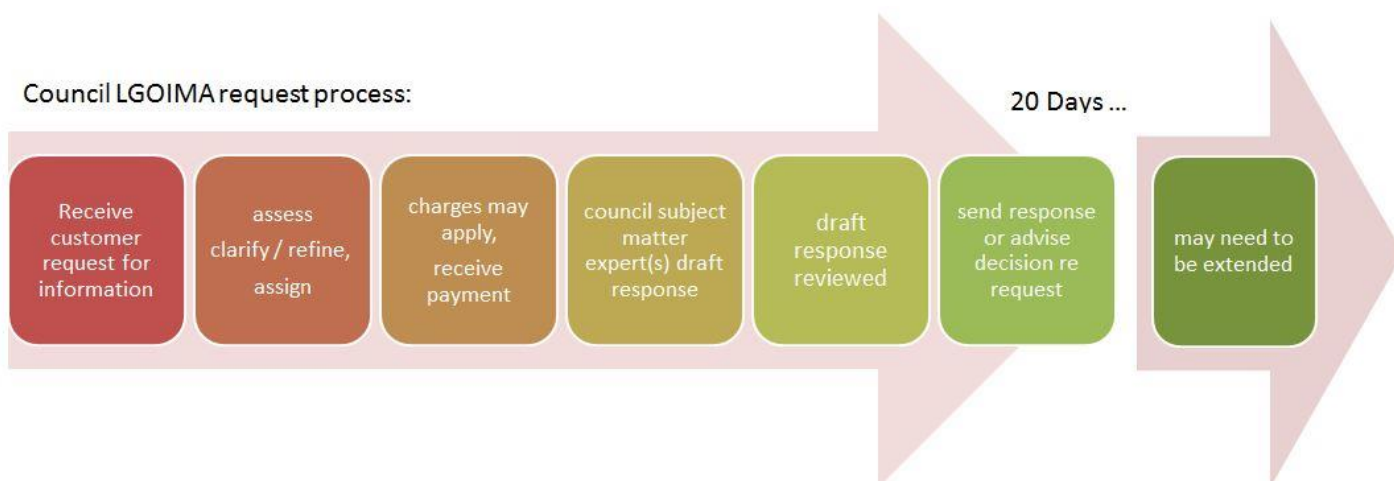 Council LGOIMA request process:
20 Days ...
Receive
customer
request for
information
assess
clarify / refine,
assign
charges may
apply,
receive
payment
council subject
matter
expert(s) draft
response
draft
response
reviewed
send response
or advise
decision re
request
may need to
be extended